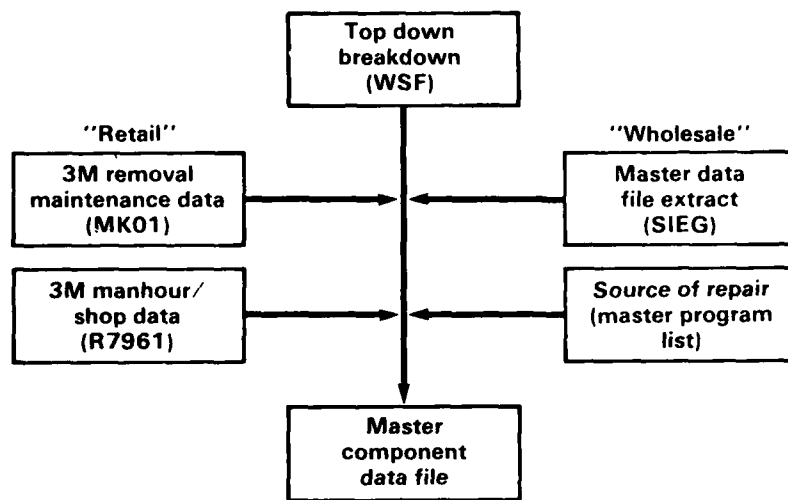 Top down
breakdown
(WSF)
"Retail"
"Wholesale"
3M removal
maintenance data
(MK01)
Master data
file extract
(SIEG)
3M manhour/
shop data
(R7961)
Source of repair
(master program
list)
Master
component
data file